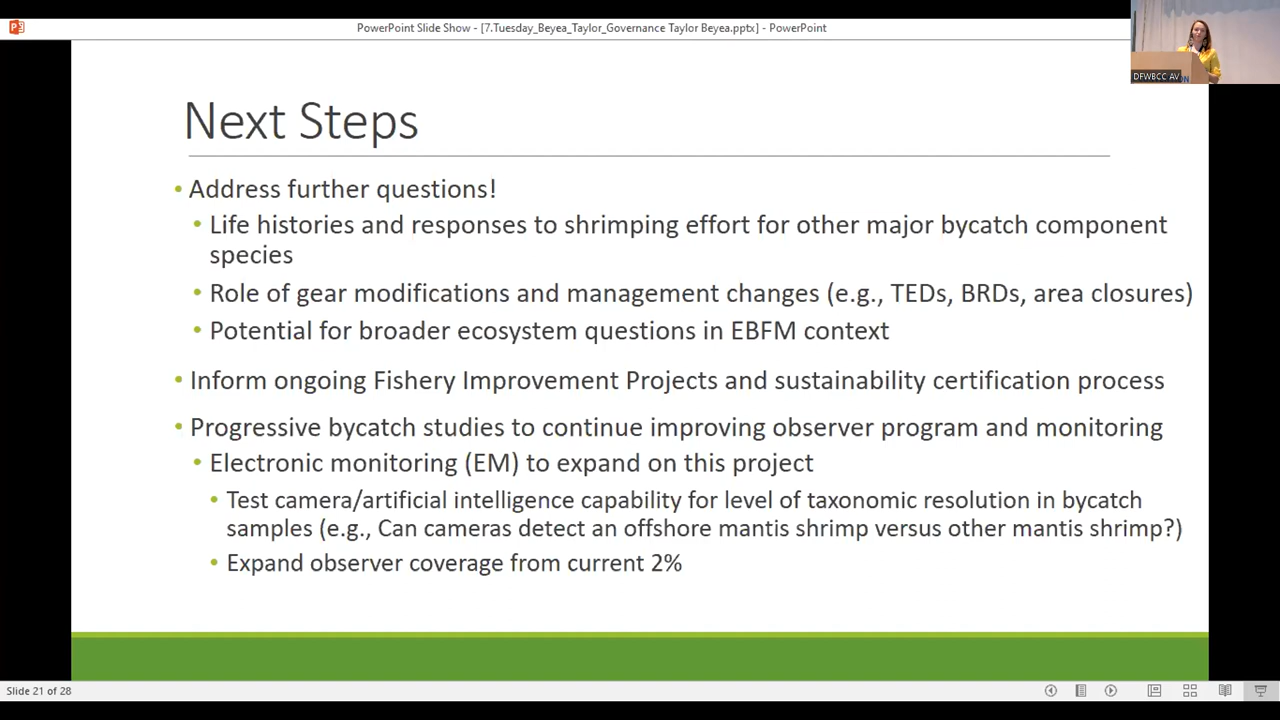 PowerPoint Slide Show - [7.Tuesday_Beyea_Taylor_Governance Taylor Beyea.pptx] - PowerPoint
DFWBCC AV
Next Steps
• Address further questions!
• Life histories and responses to shrimping effort for other major bycatch component
species
• Role of gear modifications and management changes (e.g., TEDs, BRDs, area closures)
• Potential for broader ecosystem questions in EBFM context
• Inform ongoing Fishery Improvement Projects and sustainability certification process
• Progressive bycatch studies to continue improving observer program and monitoring
• Electronic monitoring (EM) to expand on this project
• Test camera/artificial intelligence capability for level of taxonomic resolution in bycatch
samples (e.g., Can cameras detect an offshore mantis shrimp versus other mantis shrimp?)
• Expand observer coverage from current 2%
Slide 21 of 28